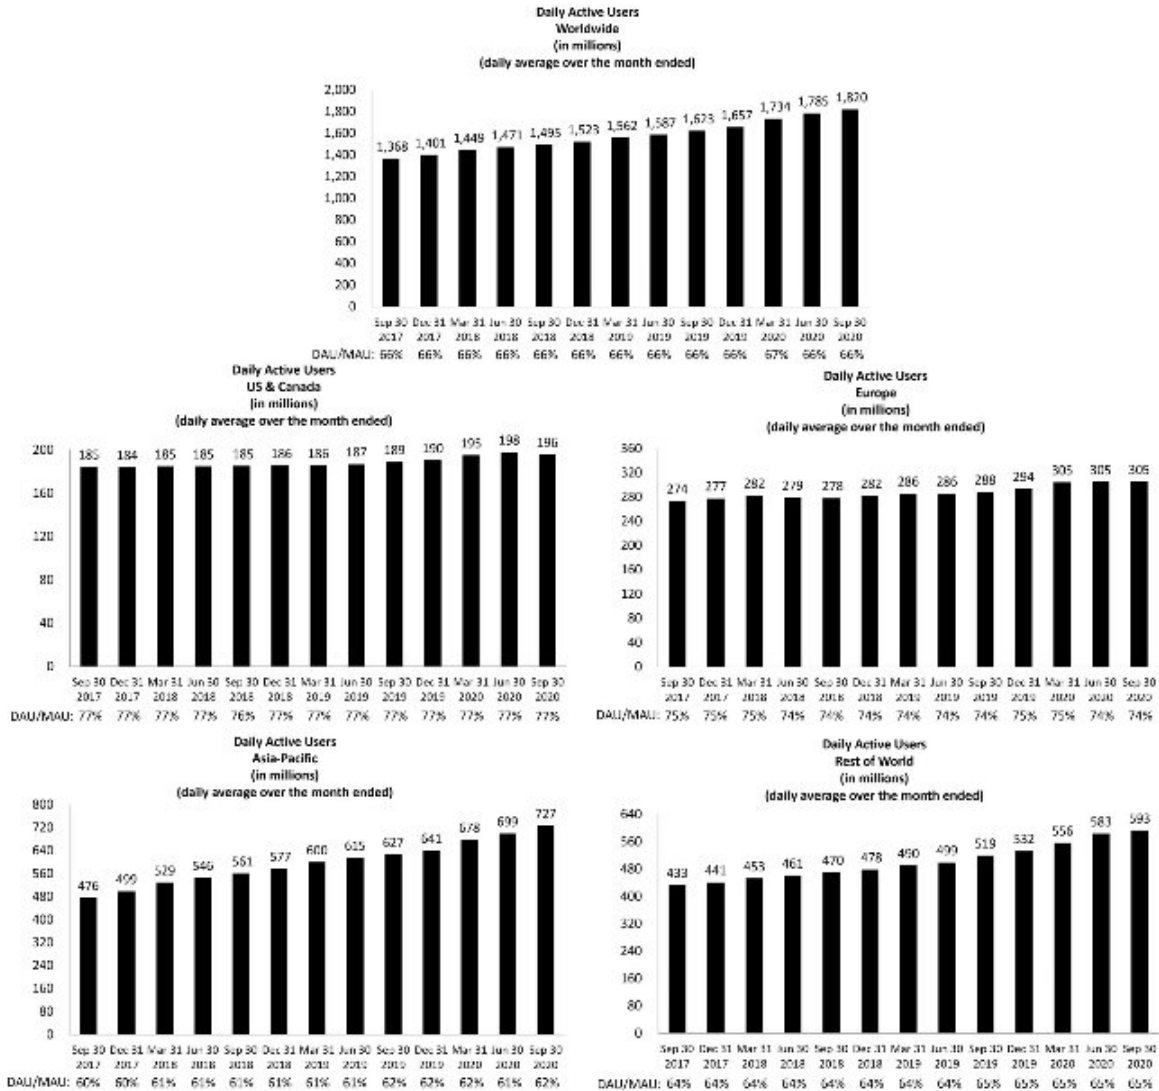 Daily Active Users
Worldwide
(in millions)
(daily average over the month ended)
2,000
1,800
1,600
1,400
1,200
1,000
800
600
400
200
0
1,368 1,401 1,449 1,471 1,495 1,523 1,562 1,587 1,623 1,657 1,734 1,785 1,820
Sep 30 Dec 31 Mar 31 Jun 30 Sep 30 Dec 31 Mar 31 Jun 30 Sep 30 Dec 31 Mar 31 Jun 30 Sep 30
2017 2017 2018 2018 2018 2018 2019 2019 2019 2019 2020 2020 2020
DAU/MAU: 66% 66% 66% 66% 66% 66% 66% 66% 66% 66% 67% 66% 66%
Daily Active Users
US & Canada
(in millions)
(daily average over the month ended)
200
160
120
80
40
0
185 184 185 185 185 186 186 187 189 190 195 198 196
Sep 30 Dec 31 Mar 31 Jun 30 Sep 30 Dec 31 Mar 31 Jun 30 Sep 30 Dec 31 Mar 31 Jun 30 Sep 30
2017 2017 2018 2018 2018 2018 2019 2019 2019 2019 2020 2020 2020
DAU/MAU: 77% 77% 77% 77% 76% 77% 77% 77% 77% 77% 77% 77% 77%
Daily Active Users
Europe
(in millions)
(daily average over the month ended)
360
320
280
240
200
160
120
80
40
0
274 277 282 279 278 282 286 286 288 294 305 305 305
Sep 30 Dec 31 Mar 31 Jun 30 Sep 30 Dec 31 Mar 31 Jun 30 Sep 30 Dec 31 Mar 31 Jun 30 Sep 30
2017 2017 2018 2018 2018 2018 2019 2019 2019 2019 2020 2020 2020
DAU/MAU: 75% 75% 75% 74% 74% 74% 74% 74% 74% 75% 75% 74% 74%
Daily Active Users
Asia-Pacific
(in millions)
(daily average over the month ended)
800
720
640
560
480
400
320
240
160
80
0
476 499 529 546 561 577 600 615 627 641 678 699 727
Sep 30 Dec 31 Mar 31 Jun 30 Sep 30 Dec 31 Mar 31 Jun 30 Sep 30 Dec 31 Mar 31 Jun 30 Sep 30
2017 2017 2018 2018 2018 2018 2019 2019 2019 2019 2020 2020 2020
DAU/MAU: 60% 60% 61% 61% 61% 61% 61% 61% 62% 62% 62% 61% 62%
Daily Active Users
Rest of World
(in millions)
(daily average over the month ended)
640
560
480
400
320
240
160
80
0
433 441 453 461 470 478 490 499 519 532 556 583 593
Sep 30 Dec 31 Mar 31 Jun 30 Sep 30 Dec 31 Mar 31 Jun 30 Sep 30 Dec 31 Mar 31 Jun 30 Sep 30
2017 2017 2018 2018 2018 2018 2019 2019 2019 2019 2020 2020 2020
DAU/MAU: 64% 64% 64% 64% 64% 64% 64% 64% 65% 65% 65% 65% 65%